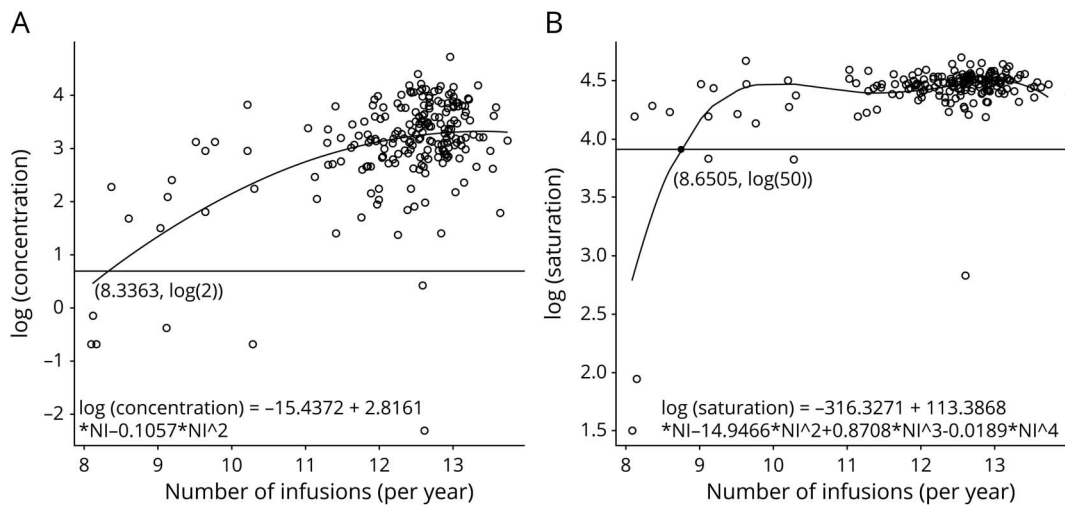 A
log (concentration)
4
3
2
1
0
–1
–2
(8.3363, log(2))
log (concentration) = –15.4372 + 2.8161
*NI–0.1057*NI^2
8 9 10 11 12 13
Number of infusions (per year)
B
log (saturation)
4.5
4.0
3.5
3.0
2.5
2.0
1.5
(8.6505, log(50))
log (saturation) = –316.3271 + 113.3868
*NI–14.9466*NI^2+0.8708*NI^3-0.0189*NI^4
8 9 10 11 12 13
Number of infusions (per year)